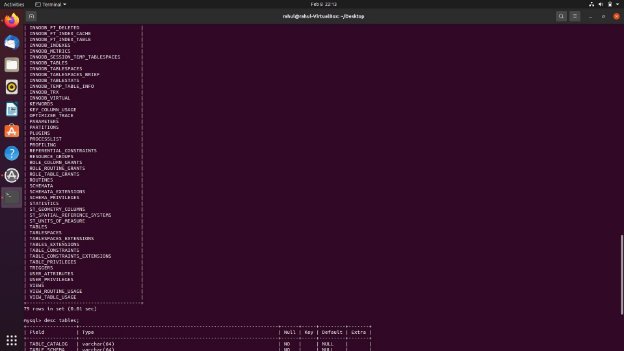 Activities Terminal Feb 8 22:13
rahul@rahul-VirtualBox: ~/Desktop
| INNODB_FT_DELETED |
| INNODB_FT_INDEX_CACHE |
| INNODB_FT_INDEX_TABLE |
| INNODB_INDEXES |
| INNODB_METRICS |
| INNODB_SESSION_TEMP_TABLESPACES |
| INNODB_TABLES |
| INNODB_TABLESPACES |
| INNODB_TABLESPACES_BRIEF |
| INNODB_TABLESTATS |
| INNODB_TEMP_TABLE_INFO |
| INNODB_TRX |
| INNODB_VIRTUAL |
| KEYWORDS |
| KEY_COLUMN_USAGE |
| OPTIMIZER_TRACE |
| PARAMETERS |
| PARTITIONS |
| PLUGINS |
| PROCESSLIST |
| PROFILING |
| REFERENTIAL_CONSTRAINTS |
| RESOURCE_GROUPS |
| ROLE_COLUMN_GRANTS |
| ROLE_ROUTINE_GRANTS |
| ROLE_TABLE_GRANTS |
| ROUTINES |
| SCHEMATA |
| SCHEMATA_EXTENSIONS |
| SCHEMA_PRIVILEGES |
| STATISTICS |
| ST_GEOMETRY_COLUMNS |
| ST_SPATIAL_REFERENCE_SYSTEMS |
| ST_UNITS_OF_MEASURE |
| TABLES |
| TABLESPACES |
| TABLESPACES_EXTENSIONS |
| TABLES_EXTENSIONS |
| TABLE_CONSTRAINTS |
| TABLE_CONSTRAINTS_EXTENSIONS |
| TABLE_PRIVILEGES |
| TRIGGERS |
| USER_ATTRIBUTES |
| USER_PRIVILEGES |
| VIEWS |
| VIEW_ROUTINE_USAGE |
| VIEW_TABLE_USAGE |
+---------------------------------------+
79 rows in set (0.01 sec)
mysql> desc tables;
| Field | Type | Null | Key | Default | Extra |
| TABLE_CATALOG | varchar(64) | NO | | NULL | |
| TABLE_SCHEMA | varchar(64) | NO | | NULL | |